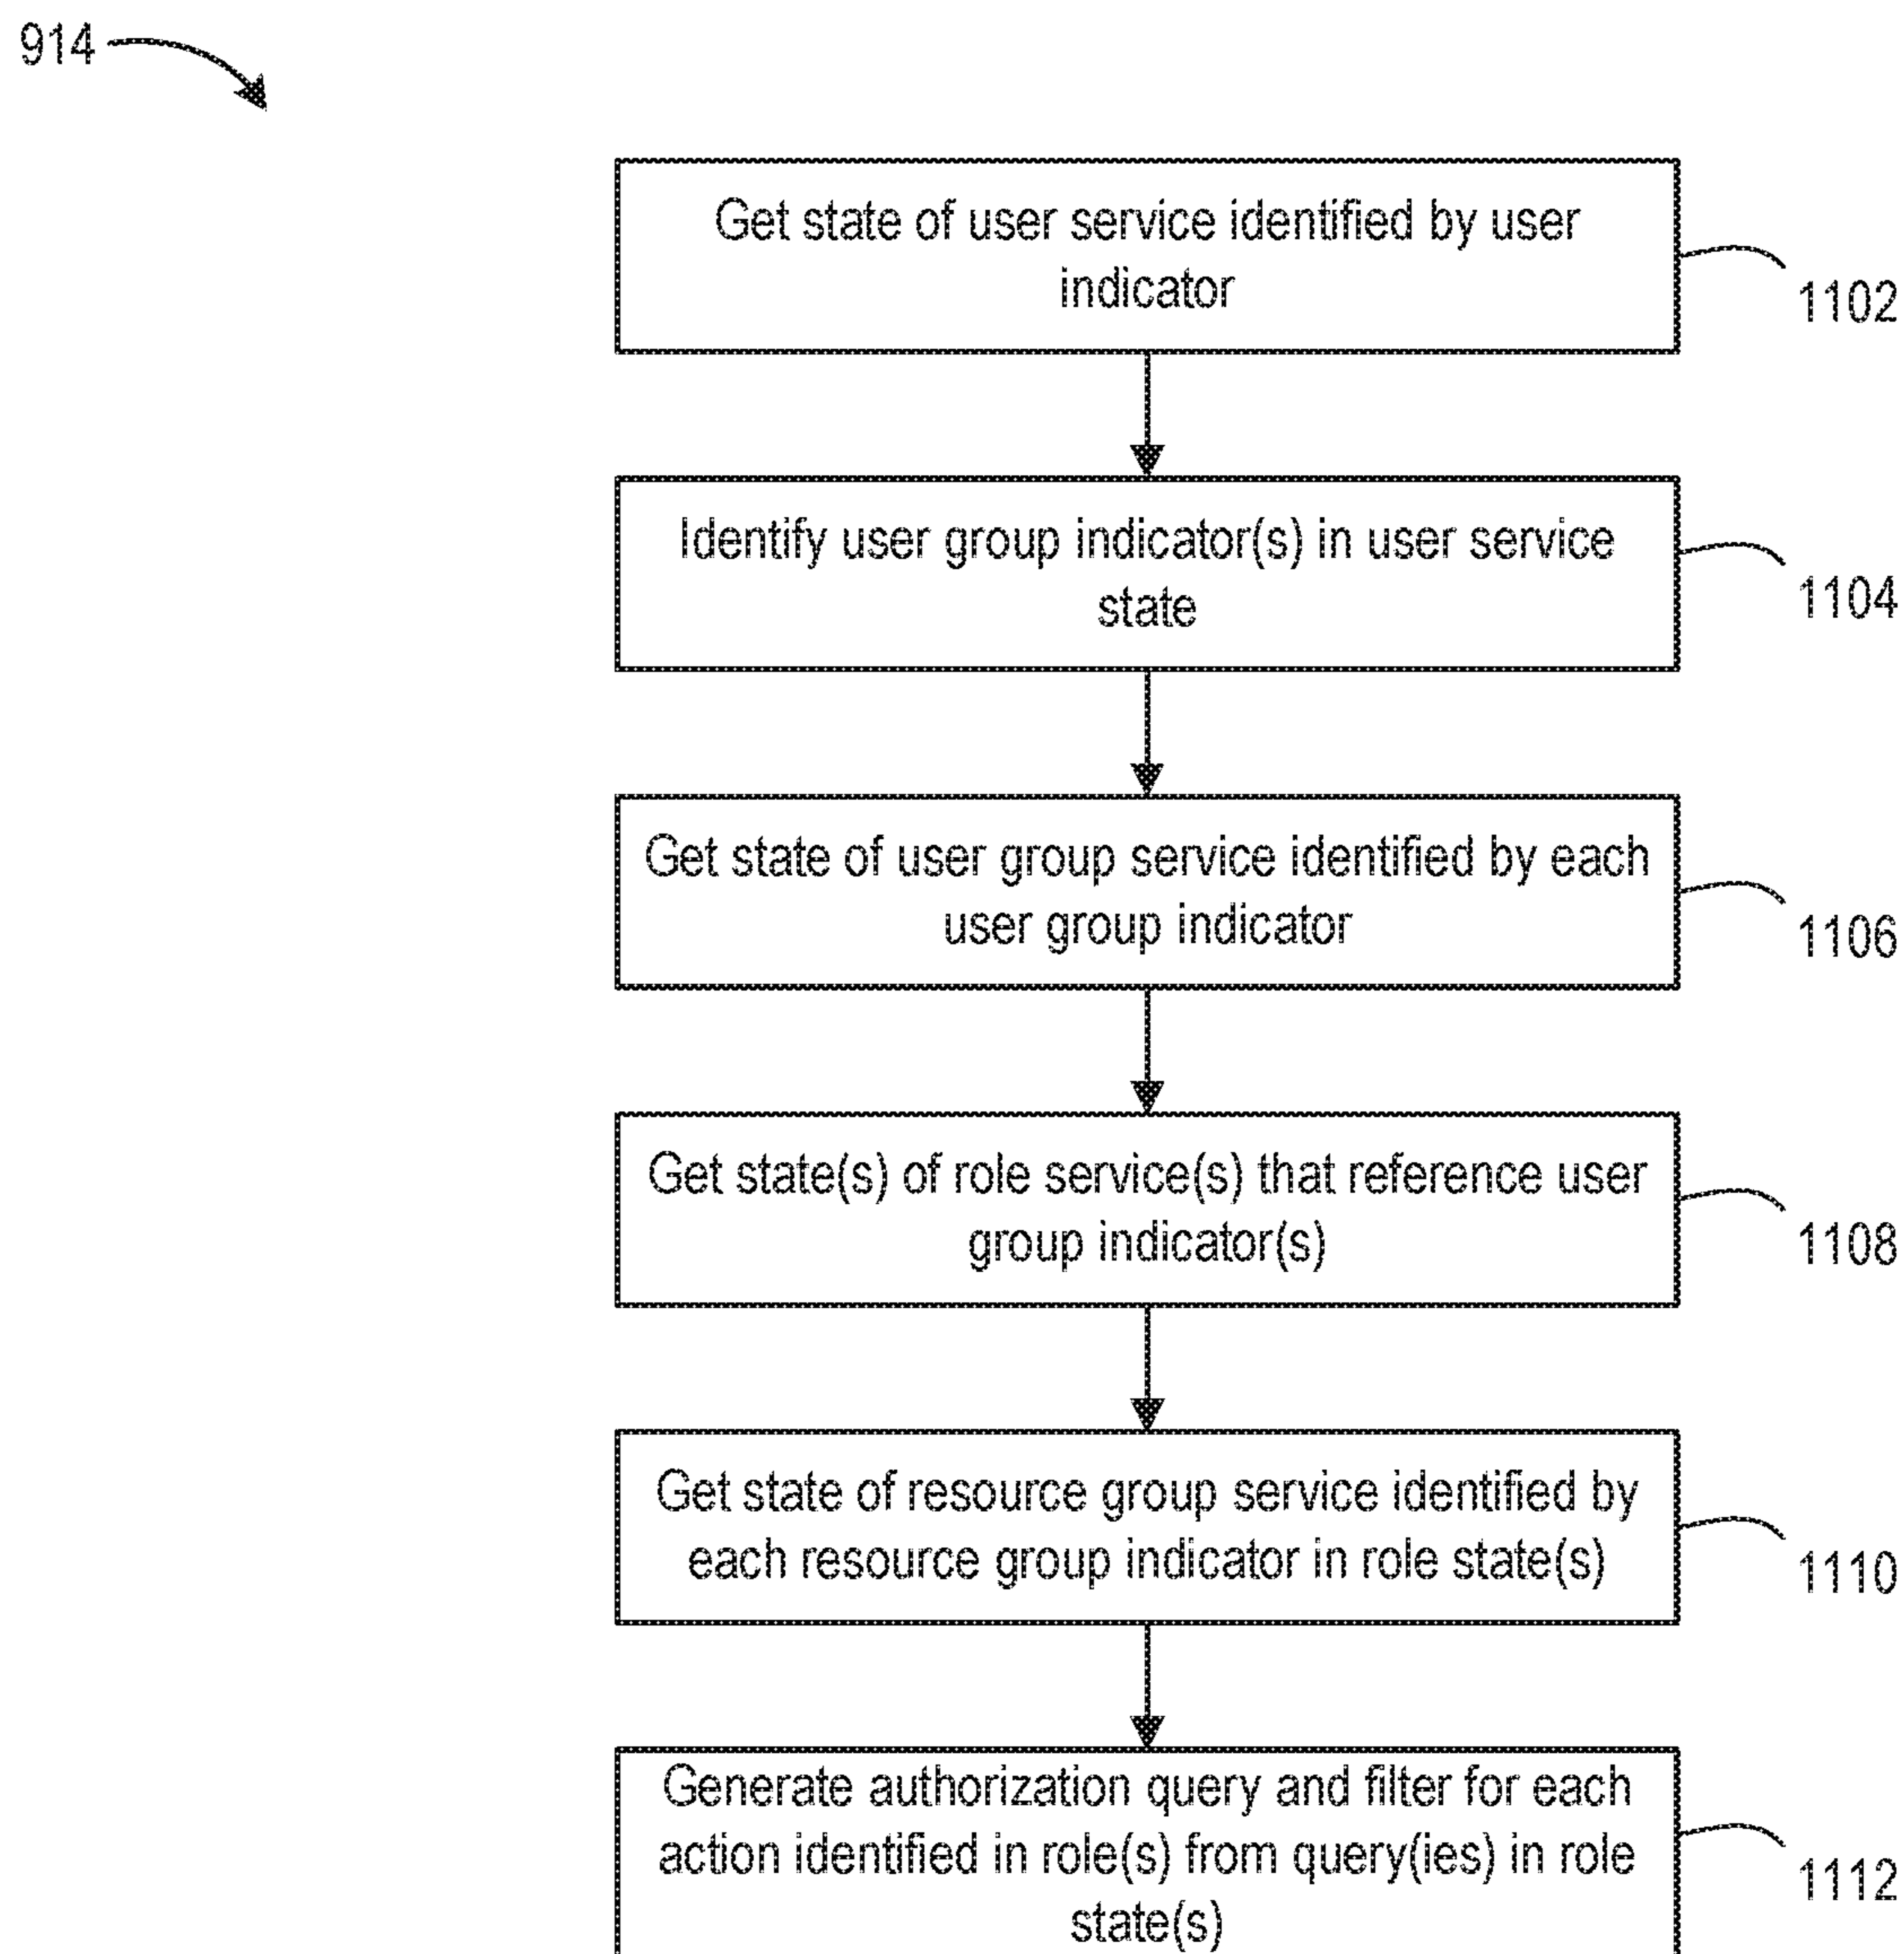 914
Get state of user service identified by user
indicator
1102
Identify user group indicator(s) in user service
state
1104
Get state of user group service identified by each
user group indicator
1106
Get state(s) of role service(s) that reference user
group indicator(s)
1108
Get state of resource group service identified by
each resource group indicator in role state(s)
1110
Generate authorization query and filter for each
action identified in role(s) from query(ies) in role
state(s)
1112